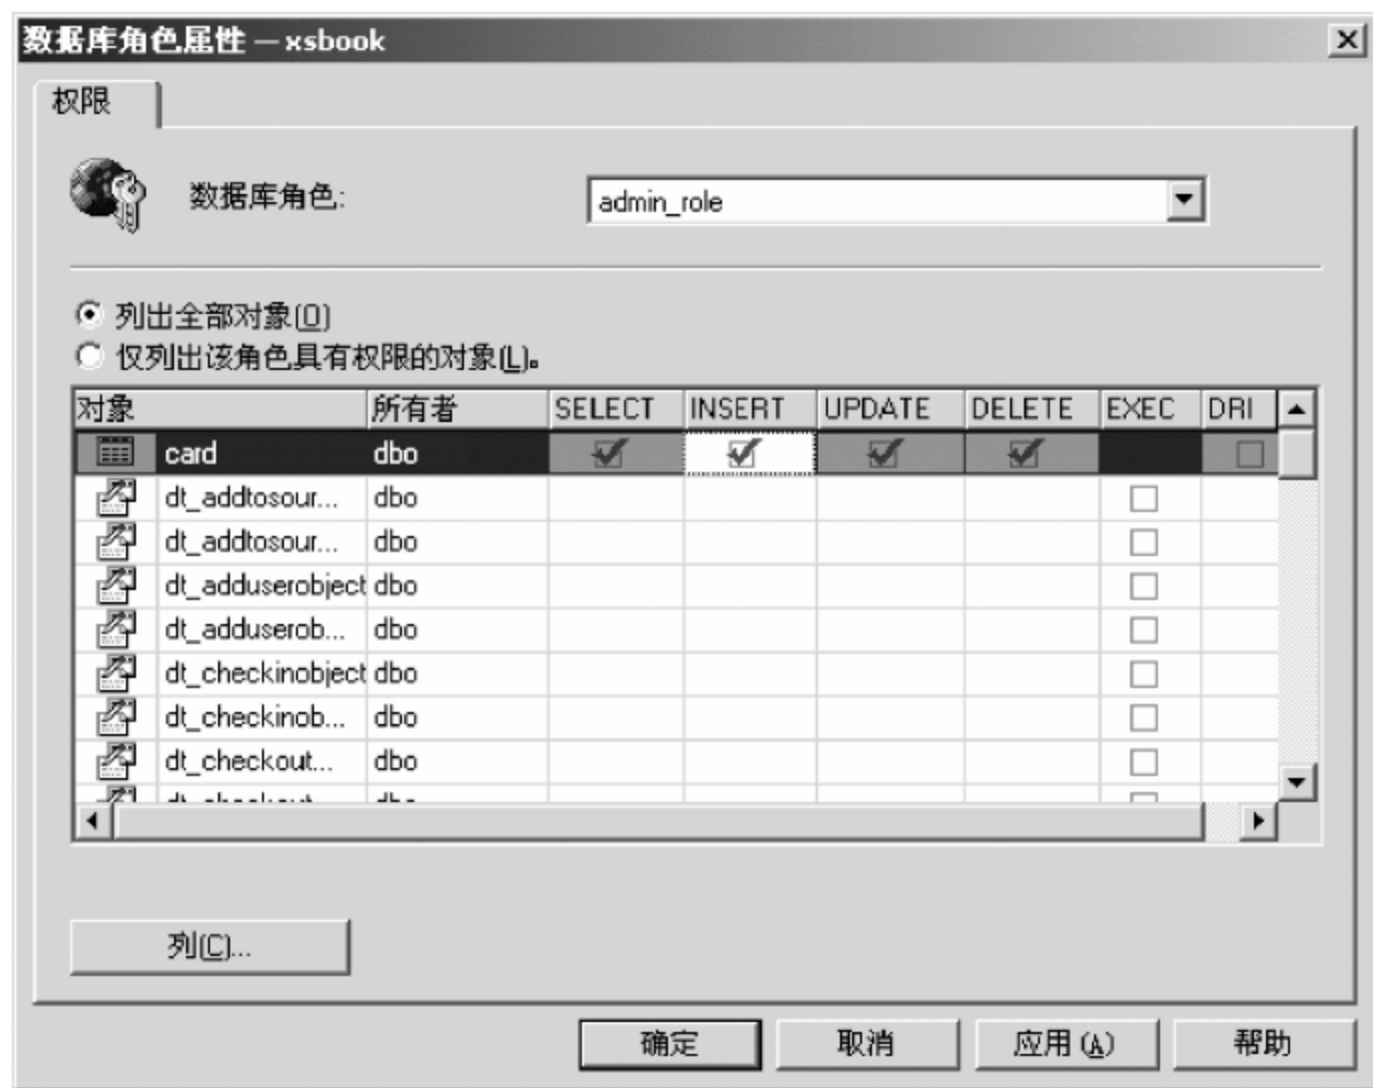 数据库角色属性 — xsbook
权限
数据库角色:
admin_role
列出全部对象(O)
仅列出该角色具有权限的对象(L)。
对象 所有者 SELECT INSERT UPDATE DELETE EXEC DRI
card dbo
dt_addtosour... dbo
dt_addtosour... dbo
dt_adduserobject dbo
dt_adduserob... dbo
dt_checkinobject dbo
dt_checkinob... dbo
dt_checkout... dbo
列(C)...
确定 取消 应用(A) 帮助